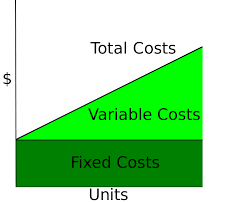 Total Costs
$
Variable Costs
Fixed Costs
Units